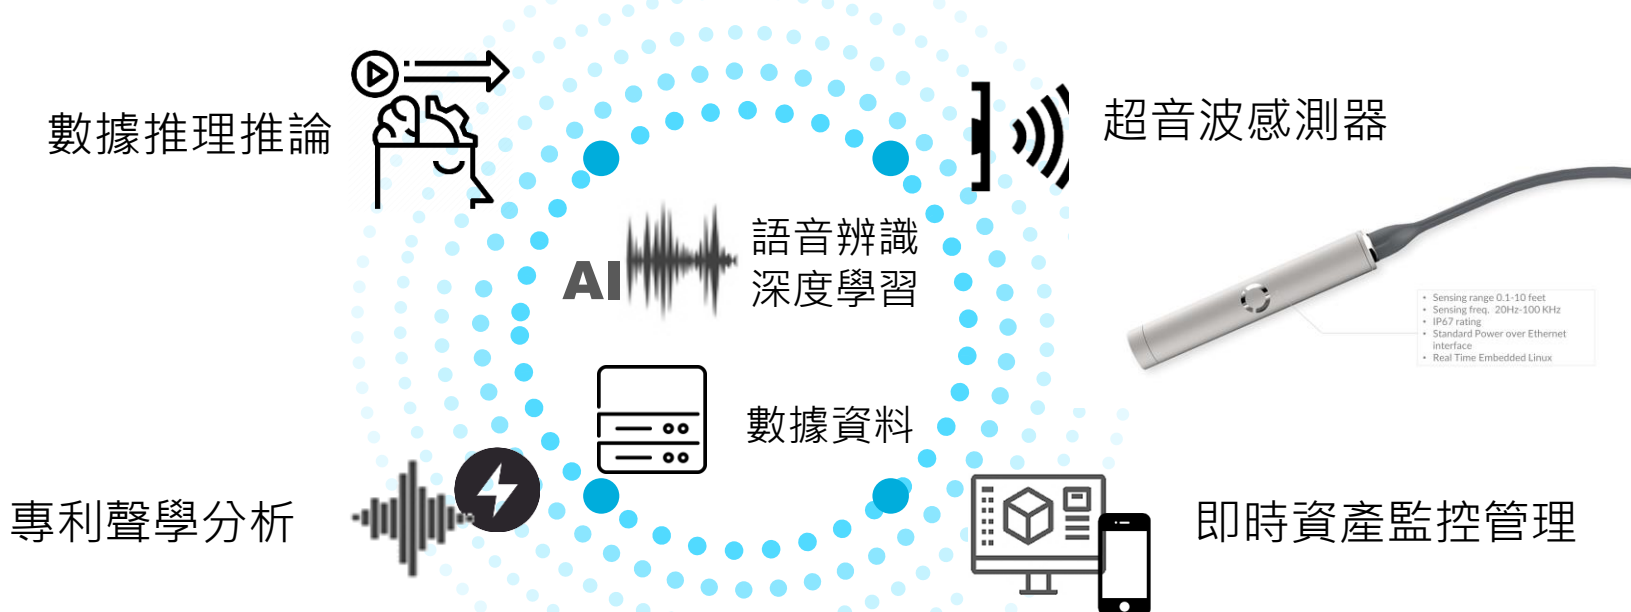 數據推理推論
超音波感測器
AI
語音辨識
深度學習
• Sensing range 0.1-10 feet
• Sensing freq. 20Hz-100 KHz
• IP67 rating
• Standard Power over Ethernet
interface
• Real Time Embedded Linux
數據資料
專利聲學分析
即時資產監控管理